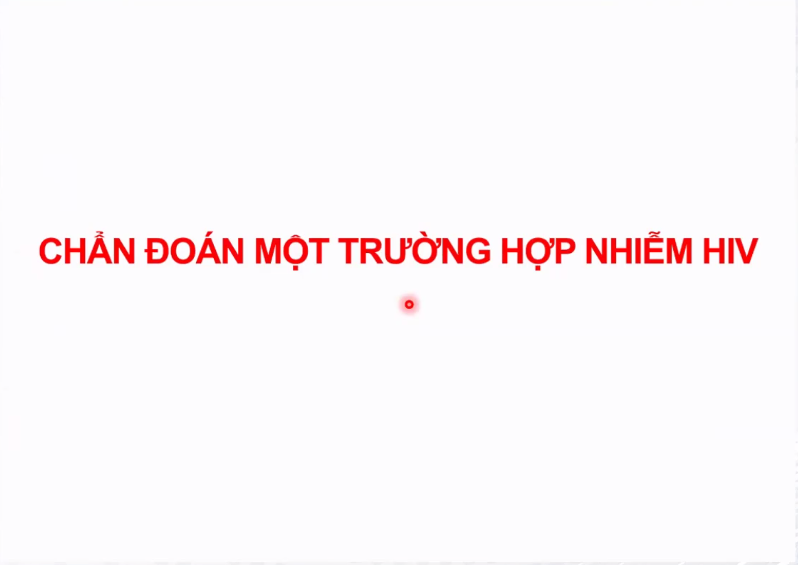 CHẨN ĐOÁN MỘT TRƯỜNG HỢP NHIỄM HIV